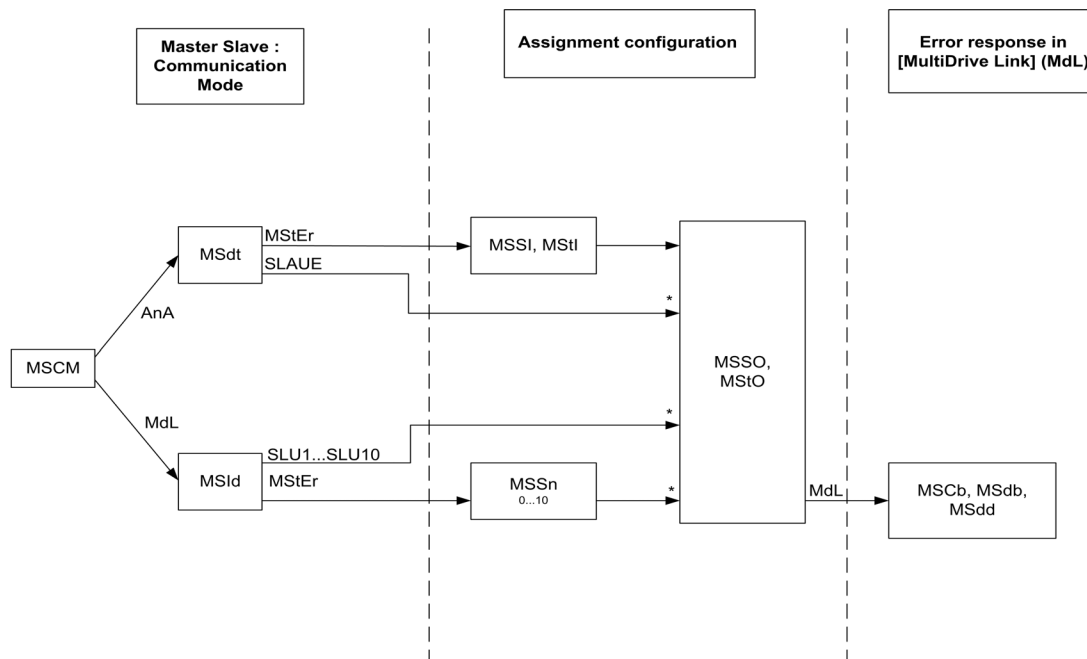 Master Slave :
Communication
Mode
Assignment configuration
Error response in
[MultiDrive Link] (MdL)
MSCM
AnA
MdL
MSdt
MStEr
SLAUE
MSId
SLU1...SLU10
MStEr
MSSI, MStI
*
*
MSSn
0...10
*
MSSO,
MStO
MdL
MSCb, MSdb,
MSdd